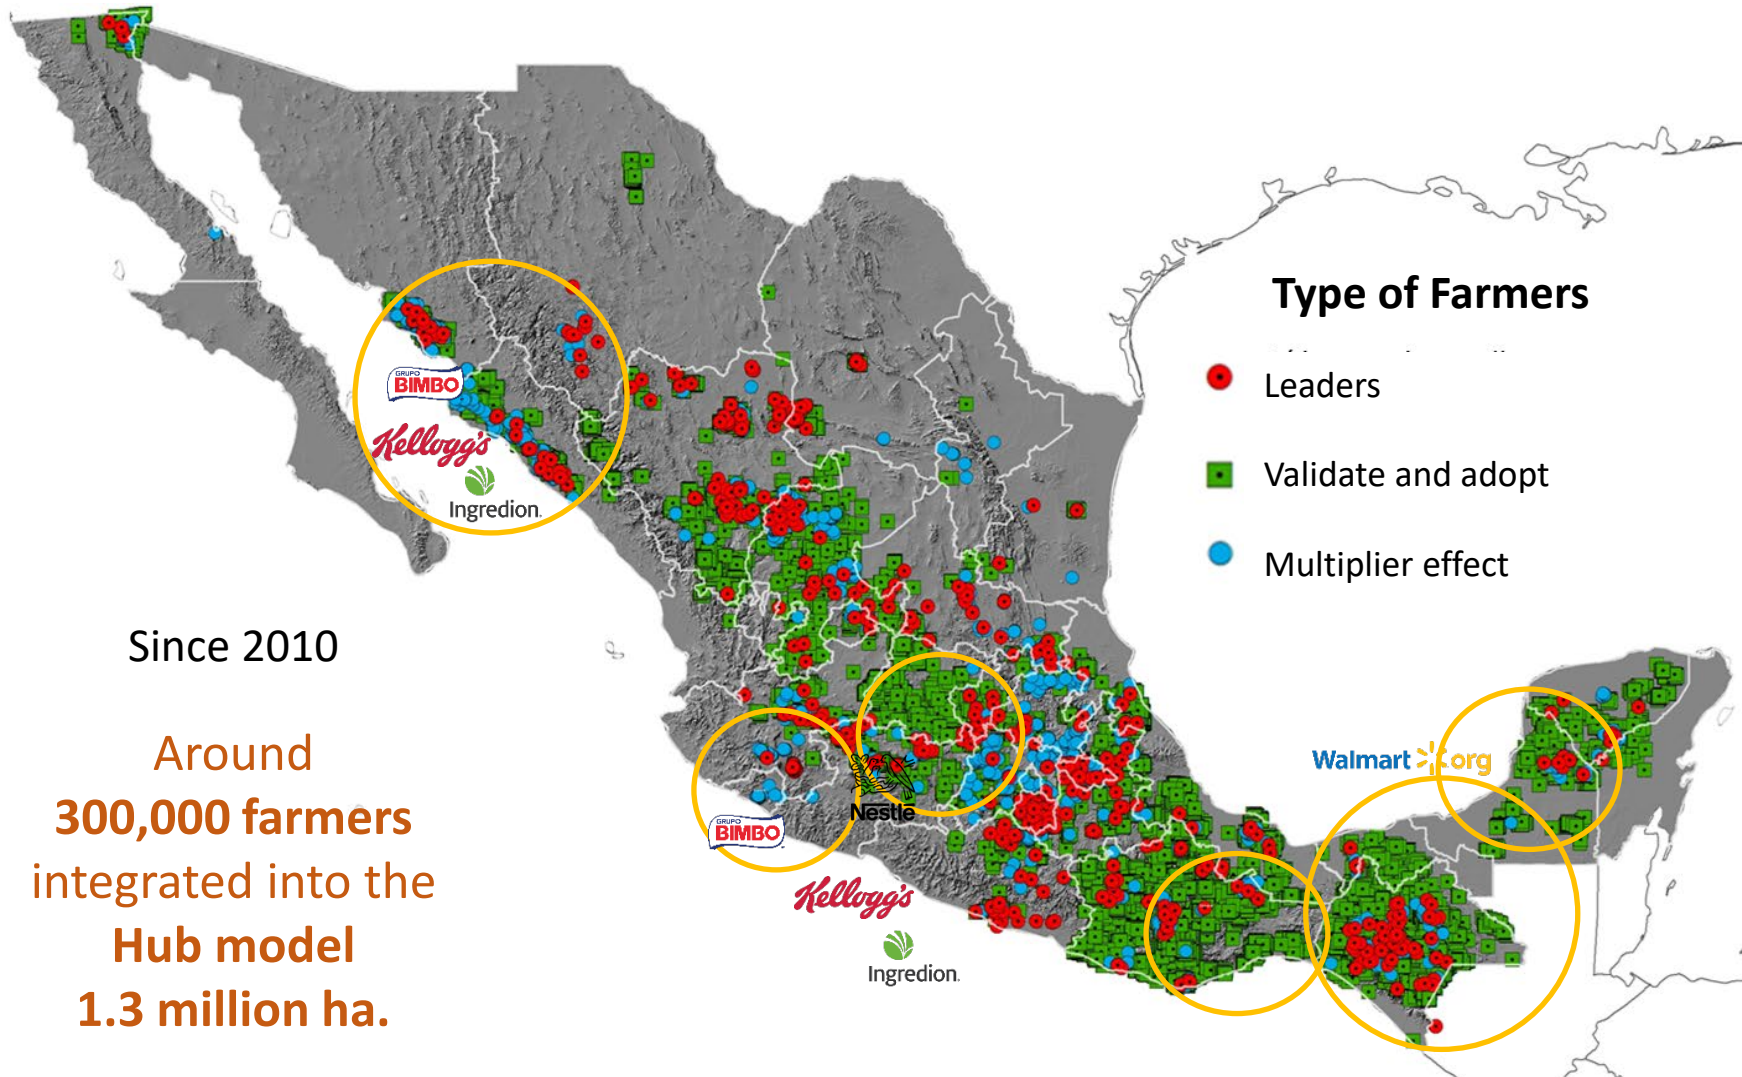 Type of Farmers
Leaders
Validate and adopt
Multiplier effect
GRUPO
BIMBO
Kellogg's
Ingredion.
Since 2010
Around
300,000 farmers
integrated into the
Hub model
1.3 million ha.
Walmart org
Nestlé
GRUPO
BIMBO
Kellogg's
Ingredion.